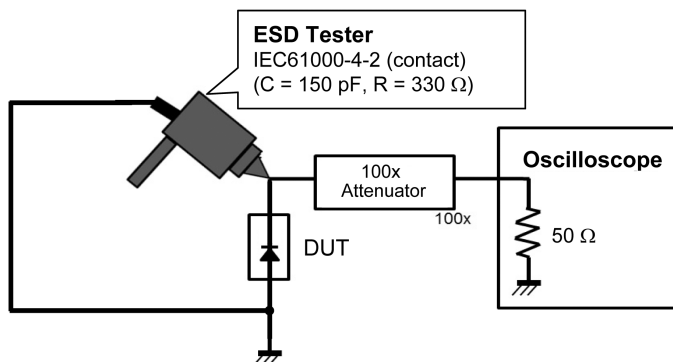 ESD Tester
IEC61000-4-2 (contact)
(C = 150 pF, R = 330 Ω)
100x
Attenuator
100x
Oscilloscope
50 Ω
DUT